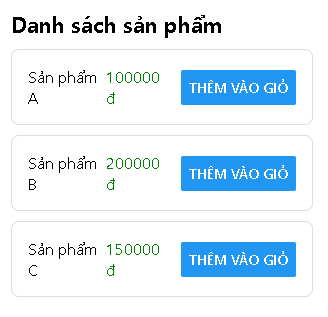 Danh sách sản phẩm
Sản phẩm
A
100000
đ
THÊM VÀO GIỎ
Sản phẩm
B
200000
đ
THÊM VÀO GIỎ
Sản phẩm
C
150000
đ
THÊM VÀO GIỎ